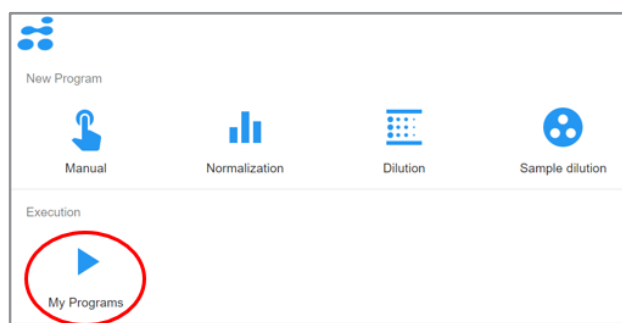 New Program
Manual Normalization Dilution Sample dilution
Execution
My Programs